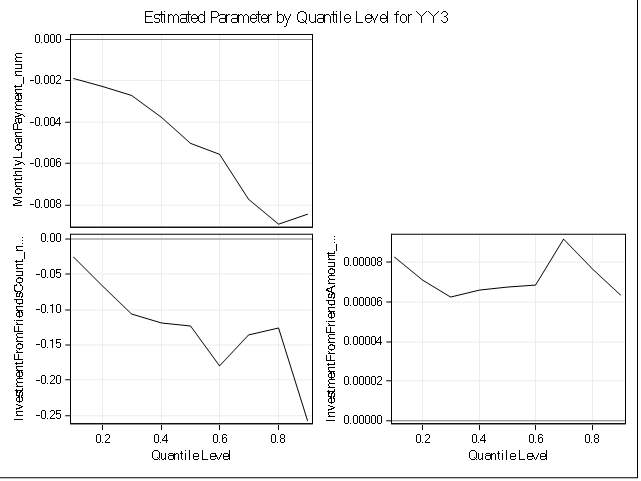 Estimated Parameter by Quantile Level for YY3
MonthlyLoanPayment_num
0.000
-0.002
-0.004
-0.006
-0.008
InvestmentFromFriendsCount_n...
0.00
-0.05
-0.10
-0.15
-0.20
-0.25
0.2 0.4 0.6 0.8
Quantile Level
InvestmentFromFriendsAmount_...
0.00008
0.00006
0.00004
0.00002
0.00000
0.2 0.4 0.6 0.8
Quantile Level